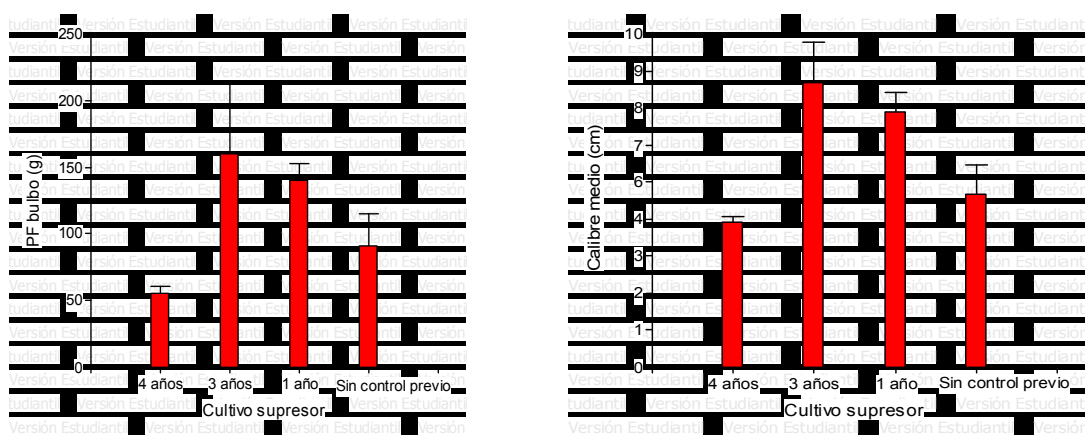 250
200
150
100
50
0
PF bulbo (g)
4 años 3 años 1 año Sin control previo
Cultivo supresor
10
9
8
7
6
5
4
3
2
1
0
Calibre medio (cm)
4 años 3 años 1 año Sin control previo
Cultivo supresor
Versión Estudiantil